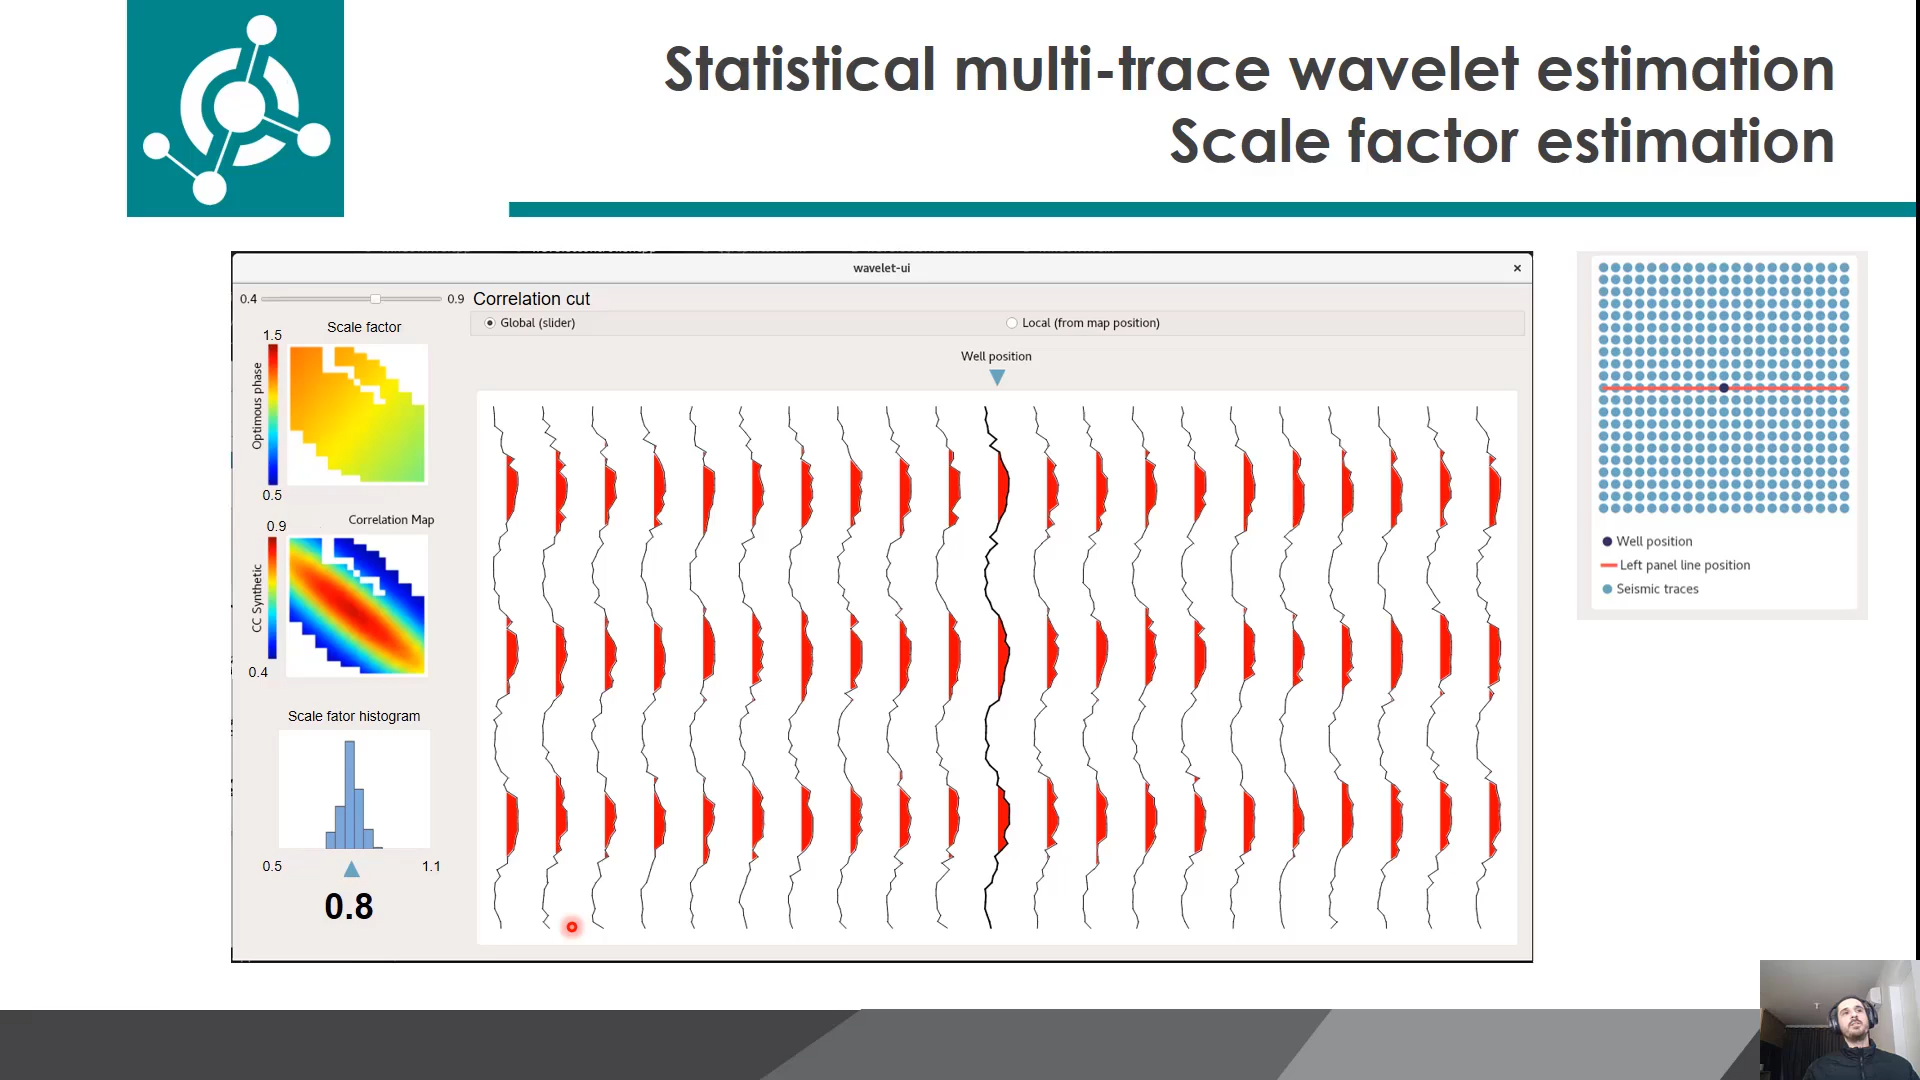 Statistical multi-trace wavelet estimation
Scale factor estimation
wavelet-ui
0.4
0.9
Correlation cut
Global (slider)
Local (from map position)
Scale factor
1.5
Optimous phase
0.5
Well position
Correlation Map
0.9
CC Synthetic
0.4
Scale fator histogram
0.5
1.1
0.8
Well position
Left panel line position
Seismic traces